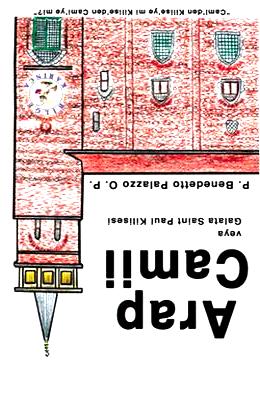 Arap
Camii
veya
Galata Saint Paul Kilisesi
P. Benedetto Palazzo O. P.
"Cami'den Kilise'ye mi Kilise'den Cami'ye mi?"